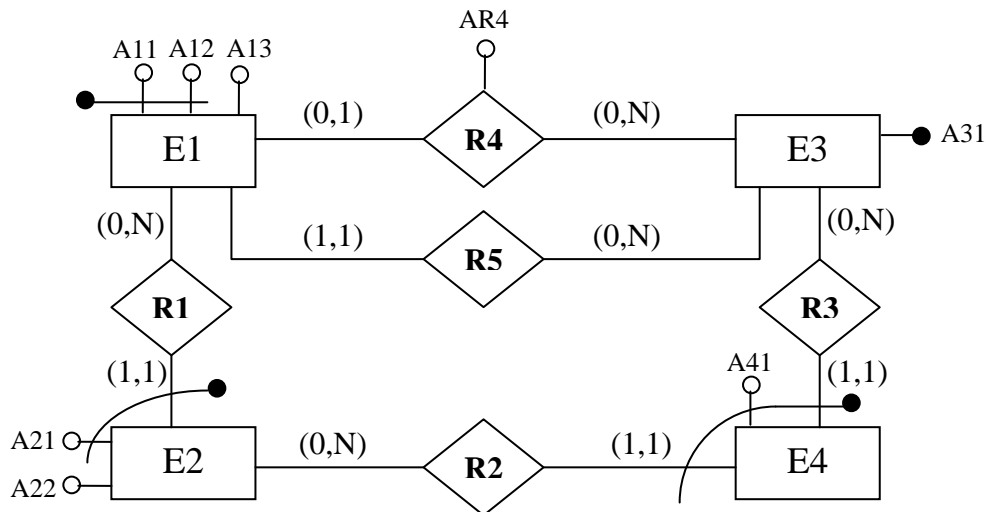 AR4
A11 A12 A13
(0,1) (0,N)
E1 R4 E3 A31
(0,N) (1,1) (0,N) (0,N)
R5
R1 R3
A41
(1,1) (1,1)
A21
(0,N) (1,1)
E2 R2 E4
A22